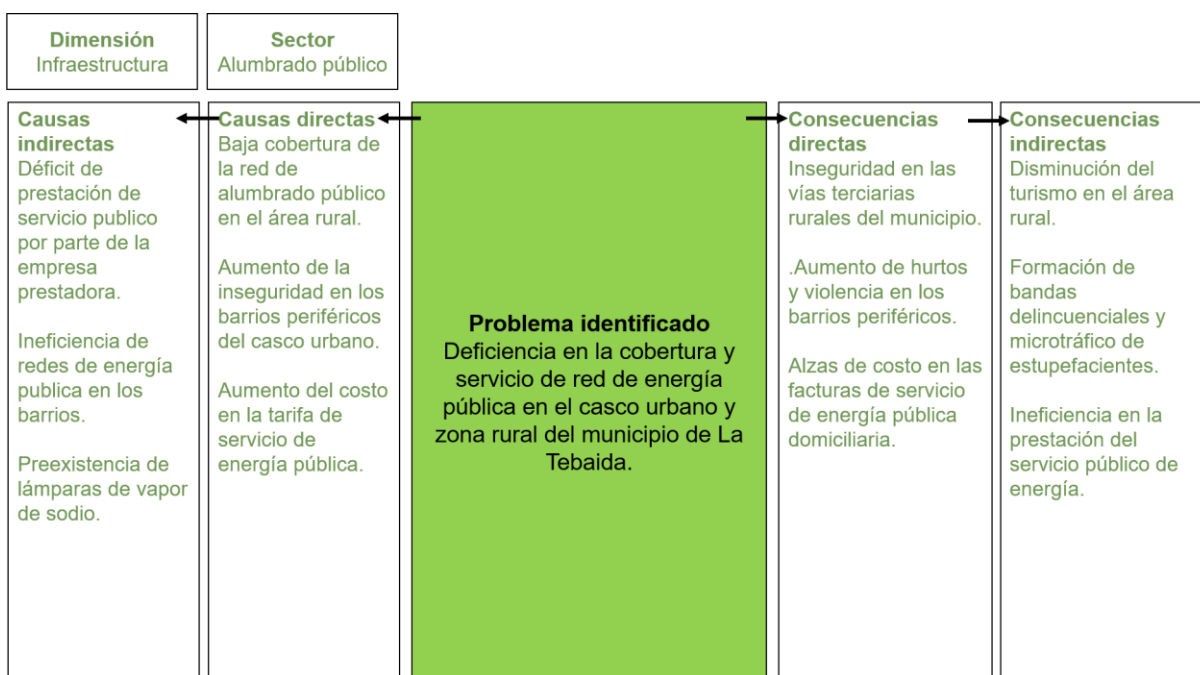 Dimensión
Infraestructura
Sector
Alumbrado público
Causas
indirectas
Déficit de
prestación de
servicio publico
por parte de la
empresa
prestadora.
Ineficiencia de
redes de energía
publica en los
barrios.
Preexistencia de
lámparas de vapor
de sodio.
Causas directas
Baja cobertura de
la red de
alumbrado público
en el área rural.
Aumento de la
inseguridad en los
barrios periféricos
del casco urbano.
Aumento del costo
en la tarifa de
servicio de
energía pública.
Problema identificado
Deficiencia en la cobertura y
servicio de red de energía
pública en el casco urbano y
zona rural del municipio de La
Tebaida.
Consecuencias
directas
Inseguridad en las
vías terciarias
rurales del municipio.
.Aumento de hurtos
y violencia en los
barrios periféricos.
Alzas de costo en las
facturas de servicio
de energía pública
domiciliaria.
Consecuencias
indirectas
Disminución del
turismo en el área
rural.
Formación de
bandas
delincuenciales y
microtráfico de
estupefacientes.
Ineficiencia en la
prestación del
servicio público de
energía.